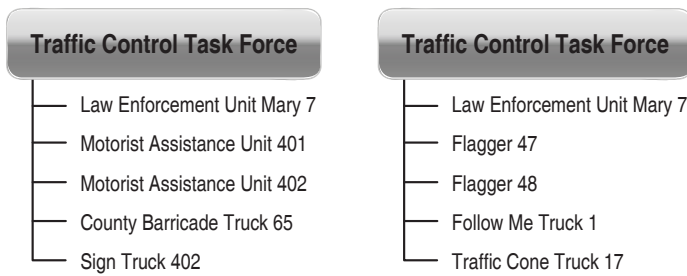 Traffic Control Task Force
Law Enforcement Unit Mary 7
Motorist Assistance Unit 401
Motorist Assistance Unit 402
County Barricade Truck 65
Sign Truck 402
Traffic Control Task Force
Law Enforcement Unit Mary 7
Flagger 47
Flagger 48
Follow Me Truck 1
Traffic Cone Truck 17